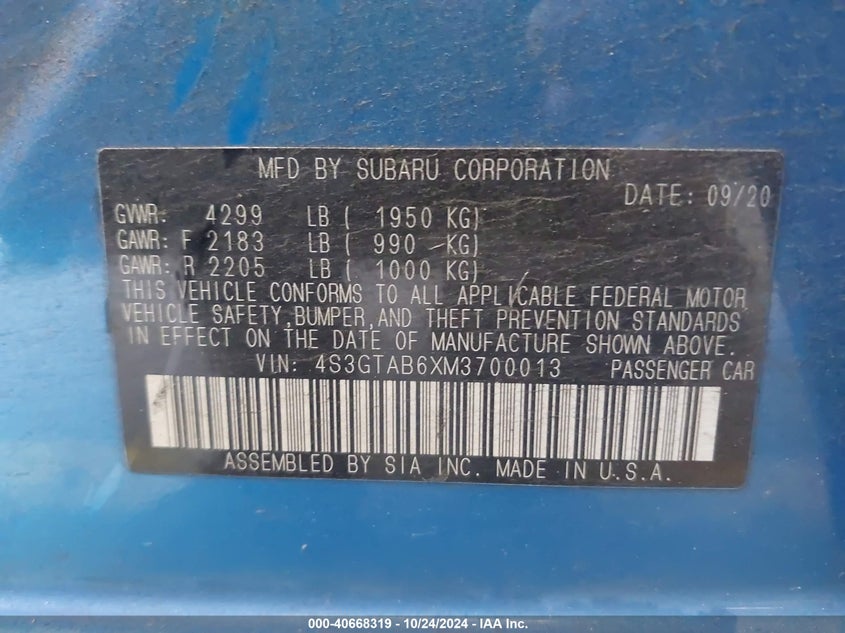 MFD BY SUBARU CORPORATION
DATE: 09/20
GVWR: 4299 LB ( 1950 KG)
GAWR: F 2183 LB ( 990 KG)
GAWR: R 2205 LB ( 1000 KG)
THIS VEHICLE CONFORMS TO ALL APPLICABLE FEDERAL MOTOR
VEHICLE SAFETY, BUMPER, AND THEFT PREVENTION STANDARDS
IN EFFECT ON THE DATE OF MANUFACTURE SHOWN ABOVE.
VIN: 4S3GTAB6XM3700013 PASSENGER CAR
ASSEMBLED BY SIA INC. MADE IN U.S.A.
000-40668319 - 10/24/2024 - IAA Inc.